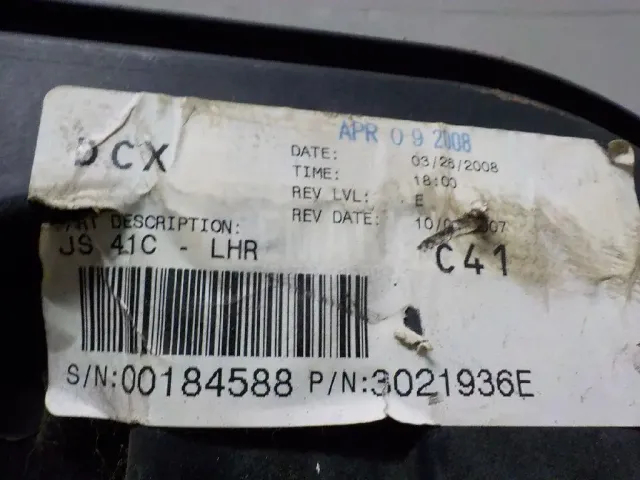 APR 09 2008
DCX
DATE: 03/28/2008
TIME: 18:00
REV LVL: E
REV DATE:
DESCRIPTION:
JS 41C - LHR
C41
S/N:00184588 P/N:3021936E